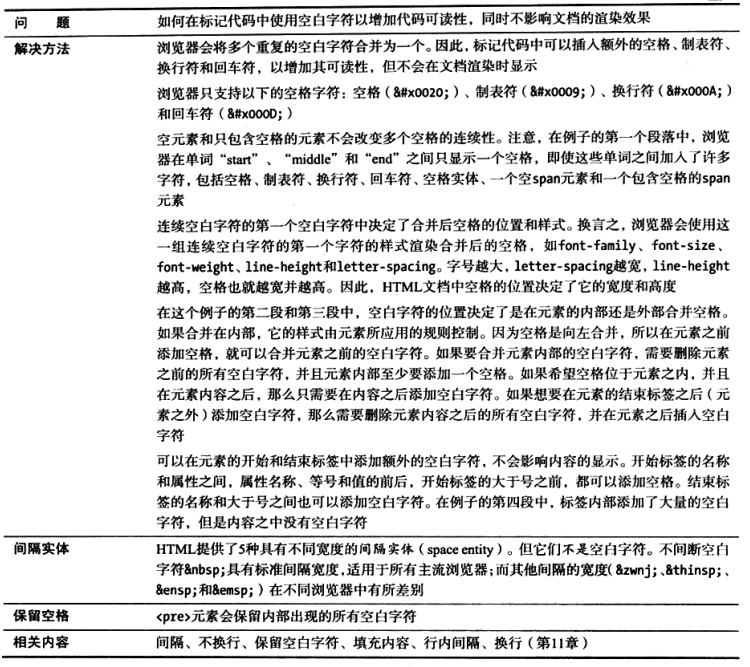 问 题 如何在标记代码中使用空白字符以增加代码可读性，同时不影响文档的渲染效果
解决方法 浏览器会将多个重复的空白字符合并为一个。因此，标记代码中可以插入额外的空格、制表符、
换行符和回车符，以增加其可读性，但不会在文档渲染时显示
浏览器只支持以下的空格字符：空格（&#x0020;）、制表符（&#x0009;）、换行符（&#x000A;）
和回车符（&#x000D;）
空元素和只包含空格的元素不会改变多个空格的连续性。注意，在例子的第一个段落中，浏览
器在单词“start”、“middle”和“end”之间只显示一个空格，即使这些单词之间加入了许多
字符，包括空格、制表符、换行符、回车符、空格实体、一个空span元素和一个包含空格的span
元素
连续空白字符的第一个空白字符中决定了合并后空格的位置和样式。换言之，浏览器会使用这
一组连续空白字符的第一个字符的样式渲染合并后的空格，如font-family、font-size、
font-weight、line-height和letter-spacing。字号越大，letter-spacing越宽，line-height
越高，空格也就越宽并越高。因此，HTML文档中空格的位置决定了它的宽度和高度
在这个例子的第二段和第三段中，空白字符的位置决定了是在元素的内部还是外部合并空格。
如果合并在内部，它的样式由元素所应用的规则控制。因为空格是向左合并，所以在元素之前
添加空格，就可以合并元素之前的空白字符。如果要合并元素内部的空白字符，需要删除元素
之前的所有空白字符，并且元素内部至少要添加一个空格。如果希望空格位于元素之内，并且
在元素内容之后，那么只需要在内容之后添加空白字符。如果想要在元素的结束标签之后（元
素之外）添加空白字符，那么需要删除元素内容之后的所有空白字符，并在元素之后插入空白
字符
可以在元素的开始和结束标签中添加额外的空白字符，不会影响内容的显示。开始标签的名称
和属性之间，属性名称、等号和值的前后，开始标签的大于号之前，都可以添加空格。结束标
签的名称和大于号之间也可以添加空白字符。在例子的第四段中，标签内部添加了大量的空白
字符，但是内容之中没有空白字符
间隔实体 HTML提供了5种具有不同宽度的间隔实体（space entity）。但它们不是空白字符。不间断空白字
符&nbsp;具有标准间隔宽度，适用于所有主流浏览器；而其他间隔的宽度（&zwnj;、&thinsp;、
&ensp;和&emsp;）在不同浏览器中有所差别
保留空格 <pre>元素会保留内部出现的所有空白字符
相关内容 间隔、不换行、保留空白字符、填充内容、行内间隔、换行（第11章）